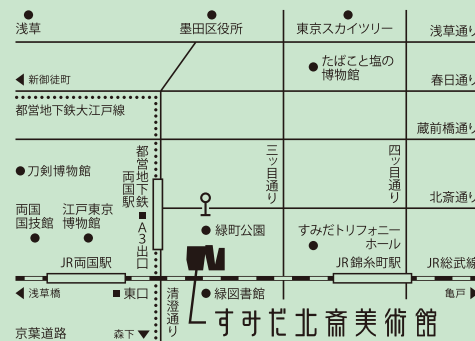 浅草
墨田区役所
東京スカイツリー
浅草通り
たばこと塩の
博物館
新御徒町
春日通り
都営地下鉄大江戸線
蔵前橋通り
刀剣博物館
都営地下鉄
両国駅
A3出口
三ツ目通り
四ツ目通り
北斎通り
両国
国技館
江戸東京
博物館
緑町公園
すみだトリフォニー
ホール
JR両国駅
JR錦糸町駅
JR総武線
浅草橋
東口
清澄通り
緑図書館
亀戸
すみだ北斎美術館
京葉道路
森下